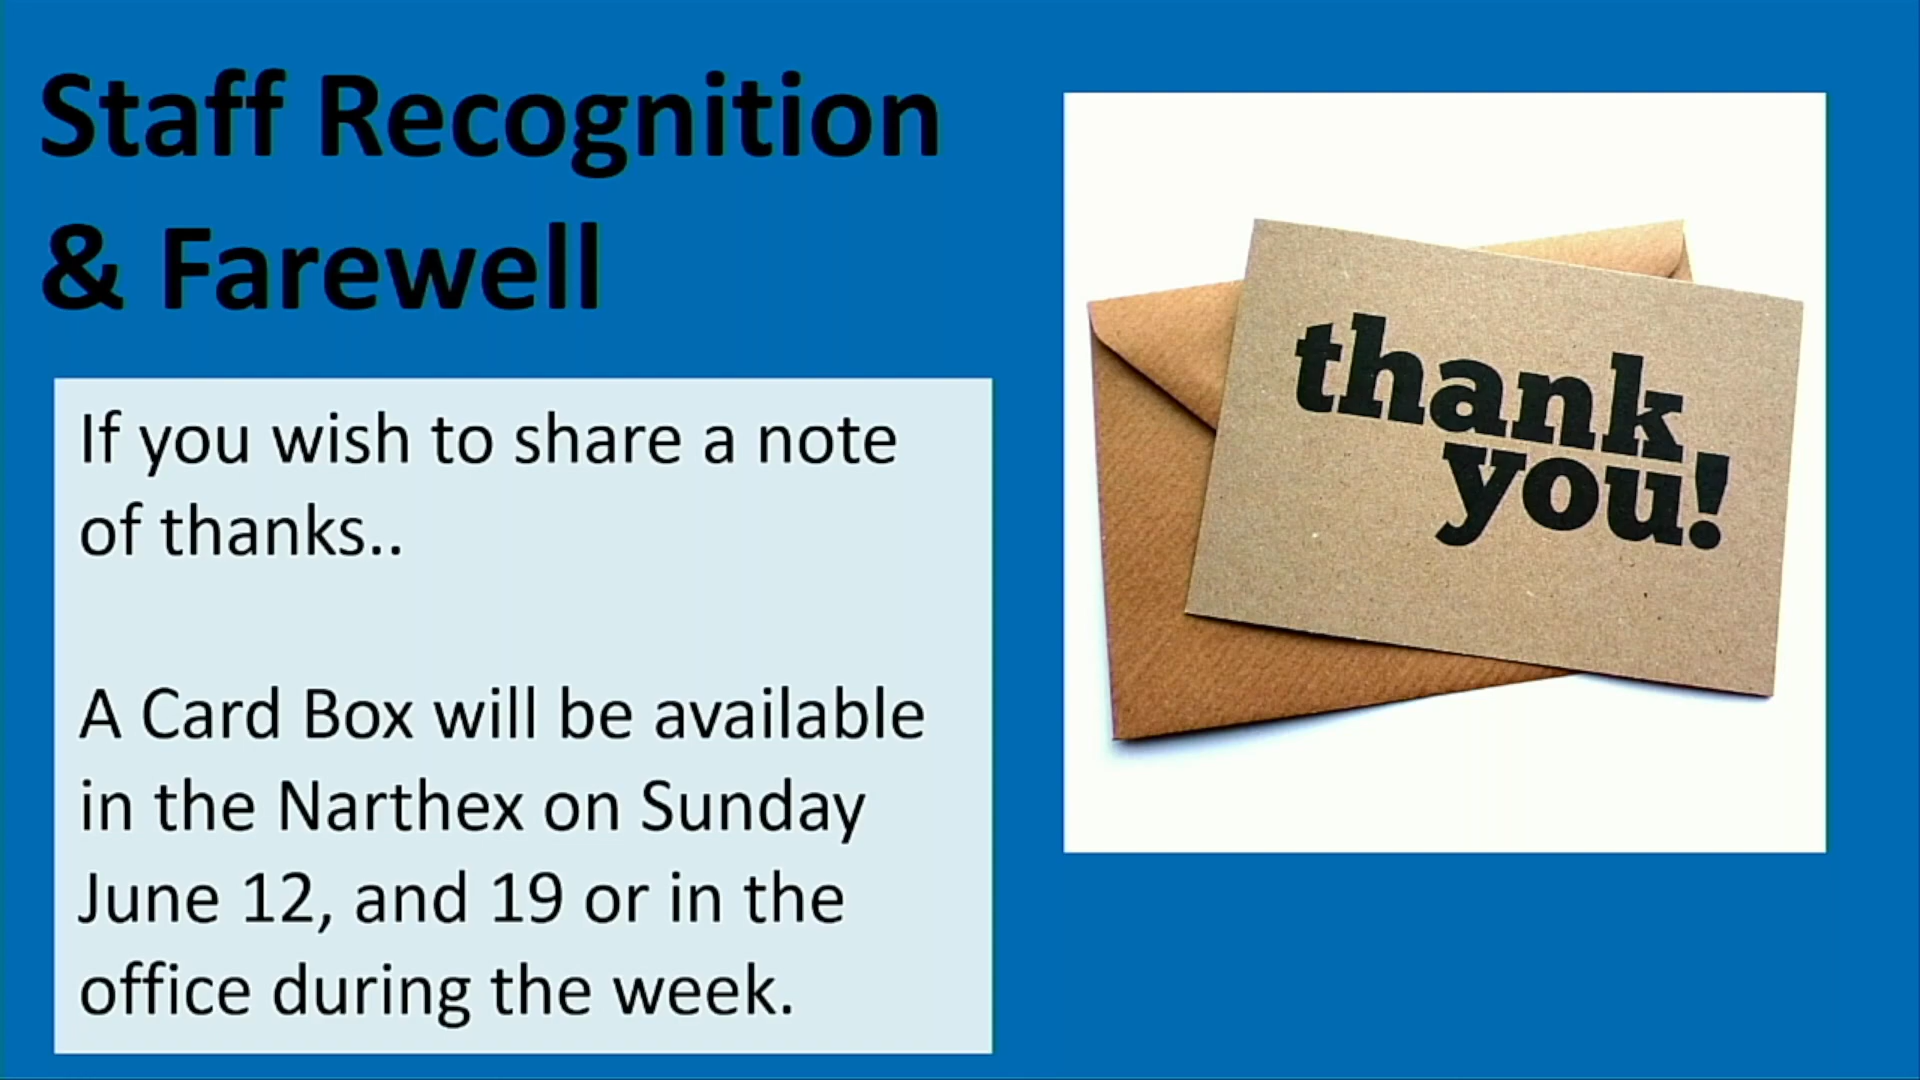 Staff Recognition
& Farewell
If you wish to share a note
of thanks..
A Card Box will be available
in the Narthex on Sunday
June 12, and 19 or in the
office during the week.
thank
you!